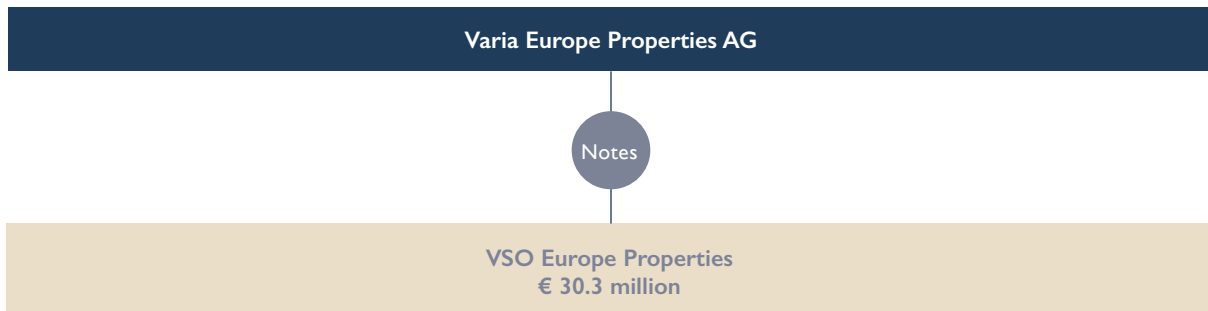 Varia Europe Properties AG
Notes
VSO Europe Properties
€ 30.3 million